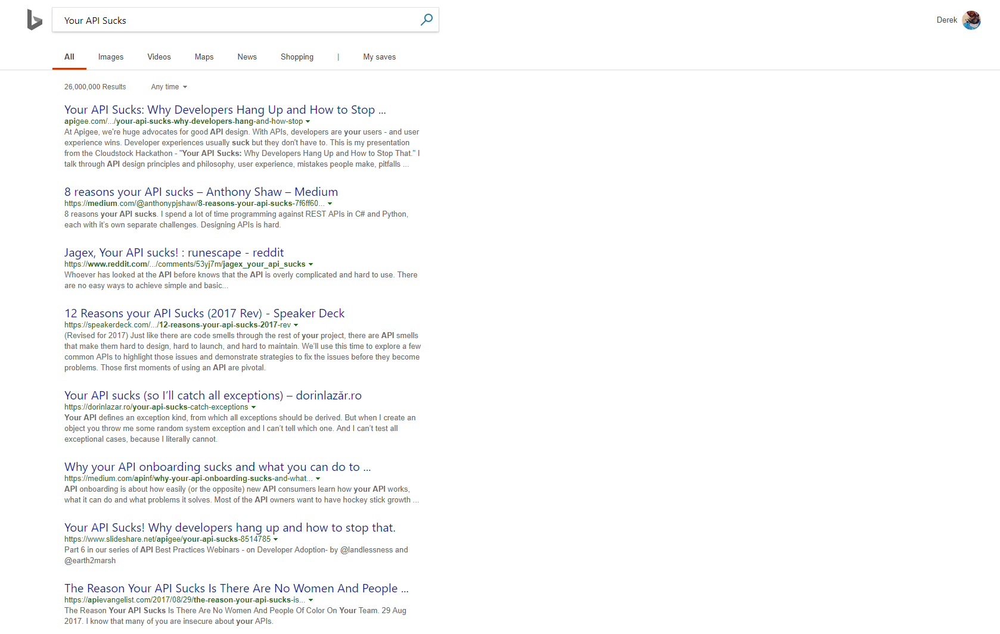 Your API Sucks
Derek
All Images Videos Maps News Shopping | My saves
26,000,000 Results Any time
Your API Sucks: Why Developers Hang Up and How to Stop ...
apigee.com/.../your-api-sucks-why-developers-hang-and-how-stop
At Apigee, we're huge advocates for good API design. With APIs, developers are your users - and user
experience wins. Developer experiences usually suck but they don't have to. This is my presentation
from the Cloudstock Hackathon - "Your API Sucks: Why Developers Hang Up and How to Stop That." I
talk through API design principles and philosophy, user experience, mistakes people make, pitfalls ...
8 reasons your API sucks – Anthony Shaw – Medium
https://medium.com/@anthonypjshaw/8-reasons-your-api-sucks-7f6ff60...
8 reasons your API sucks. I spend a lot of time programming against REST APIs in C# and Python,
each with it's own separate challenges. Designing APIs is hard.
Jagex, Your API sucks! : runescape - reddit
https://www.reddit.com/.../comments/53yj7m/jagex_your_api_sucks
Whoever has looked at the API before knows that the API is overly complicated and hard to use. There
are no easy ways to achieve simple and basic...
12 Reasons your API Sucks (2017 Rev) - Speaker Deck
https://speakerdeck.com/.../12-reasons-your-api-sucks-2017-rev
(Revised for 2017) Just like there are code smells through the rest of your project, there are API smells
that make them hard to design, hard to launch, and hard to maintain. We'll use this time to explore a few
common APIs to highlight those issues and demonstrate strategies to fix the issues before they become
problems. Those first moments of using an API are pivotal.
Your API sucks (so I'll catch all exceptions) – dorinlazăr.ro
https://dorinlazar.ro/your-api-sucks-catch-exceptions
Your API defines an exception kind, from which all exceptions should be derived. But when I create an
object you throw me some random system exception and I can't tell which one. And I can't test all
exceptional cases, because I literally cannot.
Why your API onboarding sucks and what you can do to ...
https://medium.com/apinf/why-your-api-onboarding-sucks-and-what...
API onboarding is about how easily (or the opposite) new API consumers learn how your API works,
what it can do and what problems it solves. Most of the API owners want to have hockey stick growth ...
Your API Sucks! Why developers hang up and how to stop that.
https://www.slideshare.net/apigee/your-api-sucks-8514785
Part 6 in our series of API Best Practices Webinars - on Developer Adoption- by @landlessness and
@earth2marsh
The Reason Your API Sucks Is There Are No Women And People ...
https://apievangelist.com/2017/08/29/the-reason-your-api-sucks-is...
The Reason Your API Sucks Is There Are No Women And People Of Color On Your Team. 29 Aug
2017. I know that many of you are insecure about your APIs.